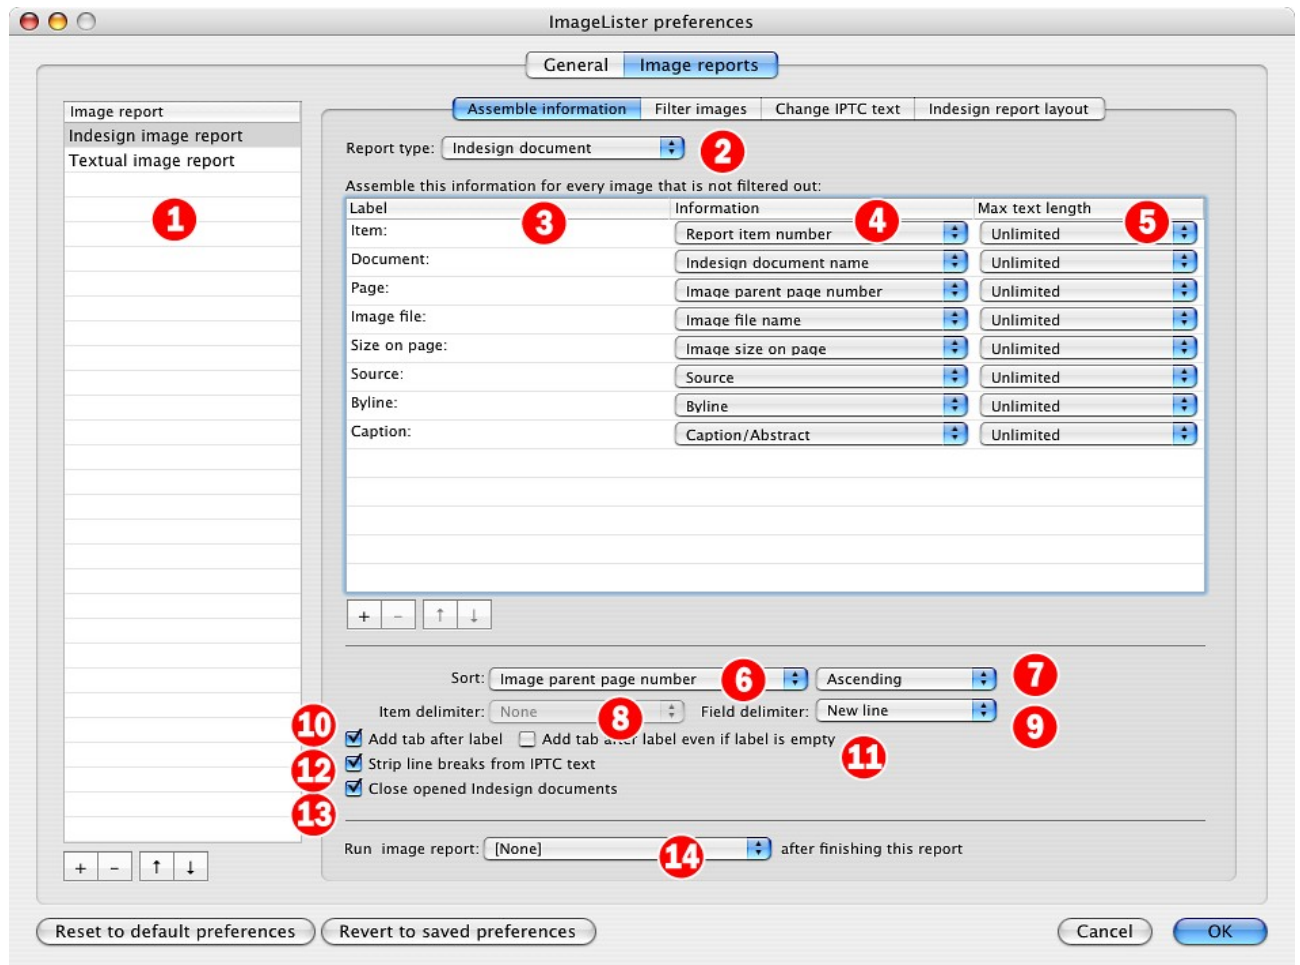 ImageLister preferences
General Image reports
Image report
Indesign image report
Textual image report
1
Assemble information Filter images Change IPTC text Indesign report layout
Report type: Indesign document 2
Assemble this information for every image that is not filtered out:
Label 3 Information 4 Max text length 5
Item: Report item number Unlimited
Document: Indesign document name Unlimited
Page: Image parent page number Unlimited
Image file: Image file name Unlimited
Size on page: Image size on page Unlimited
Source: Source Unlimited
Byline: Byline Unlimited
Caption: Caption/Abstract Unlimited
+ - ↑ ↓
Sort: Image parent page number 6 Ascending 7
Item delimiter: None 8 Field delimiter: New line 9
10 Add tab after label Add tab after label even if label is empty 11
12 Strip line breaks from IPTC text
13 Close opened Indesign documents
Run image report: [None] 14 after finishing this report
+ - ↑ ↓
Reset to default preferences Revert to saved preferences Cancel OK